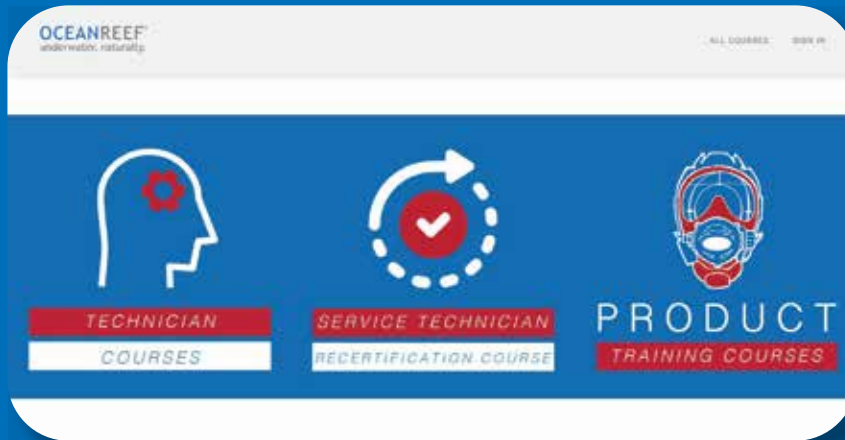 OCEANREEF
underwater. naturally.
ALL COURSES SIGN IN
TECHNICIAN
COURSES
SERVICE TECHNICIAN
RECERTIFICATION COURSE
PRODUCT
TRAINING COURSES